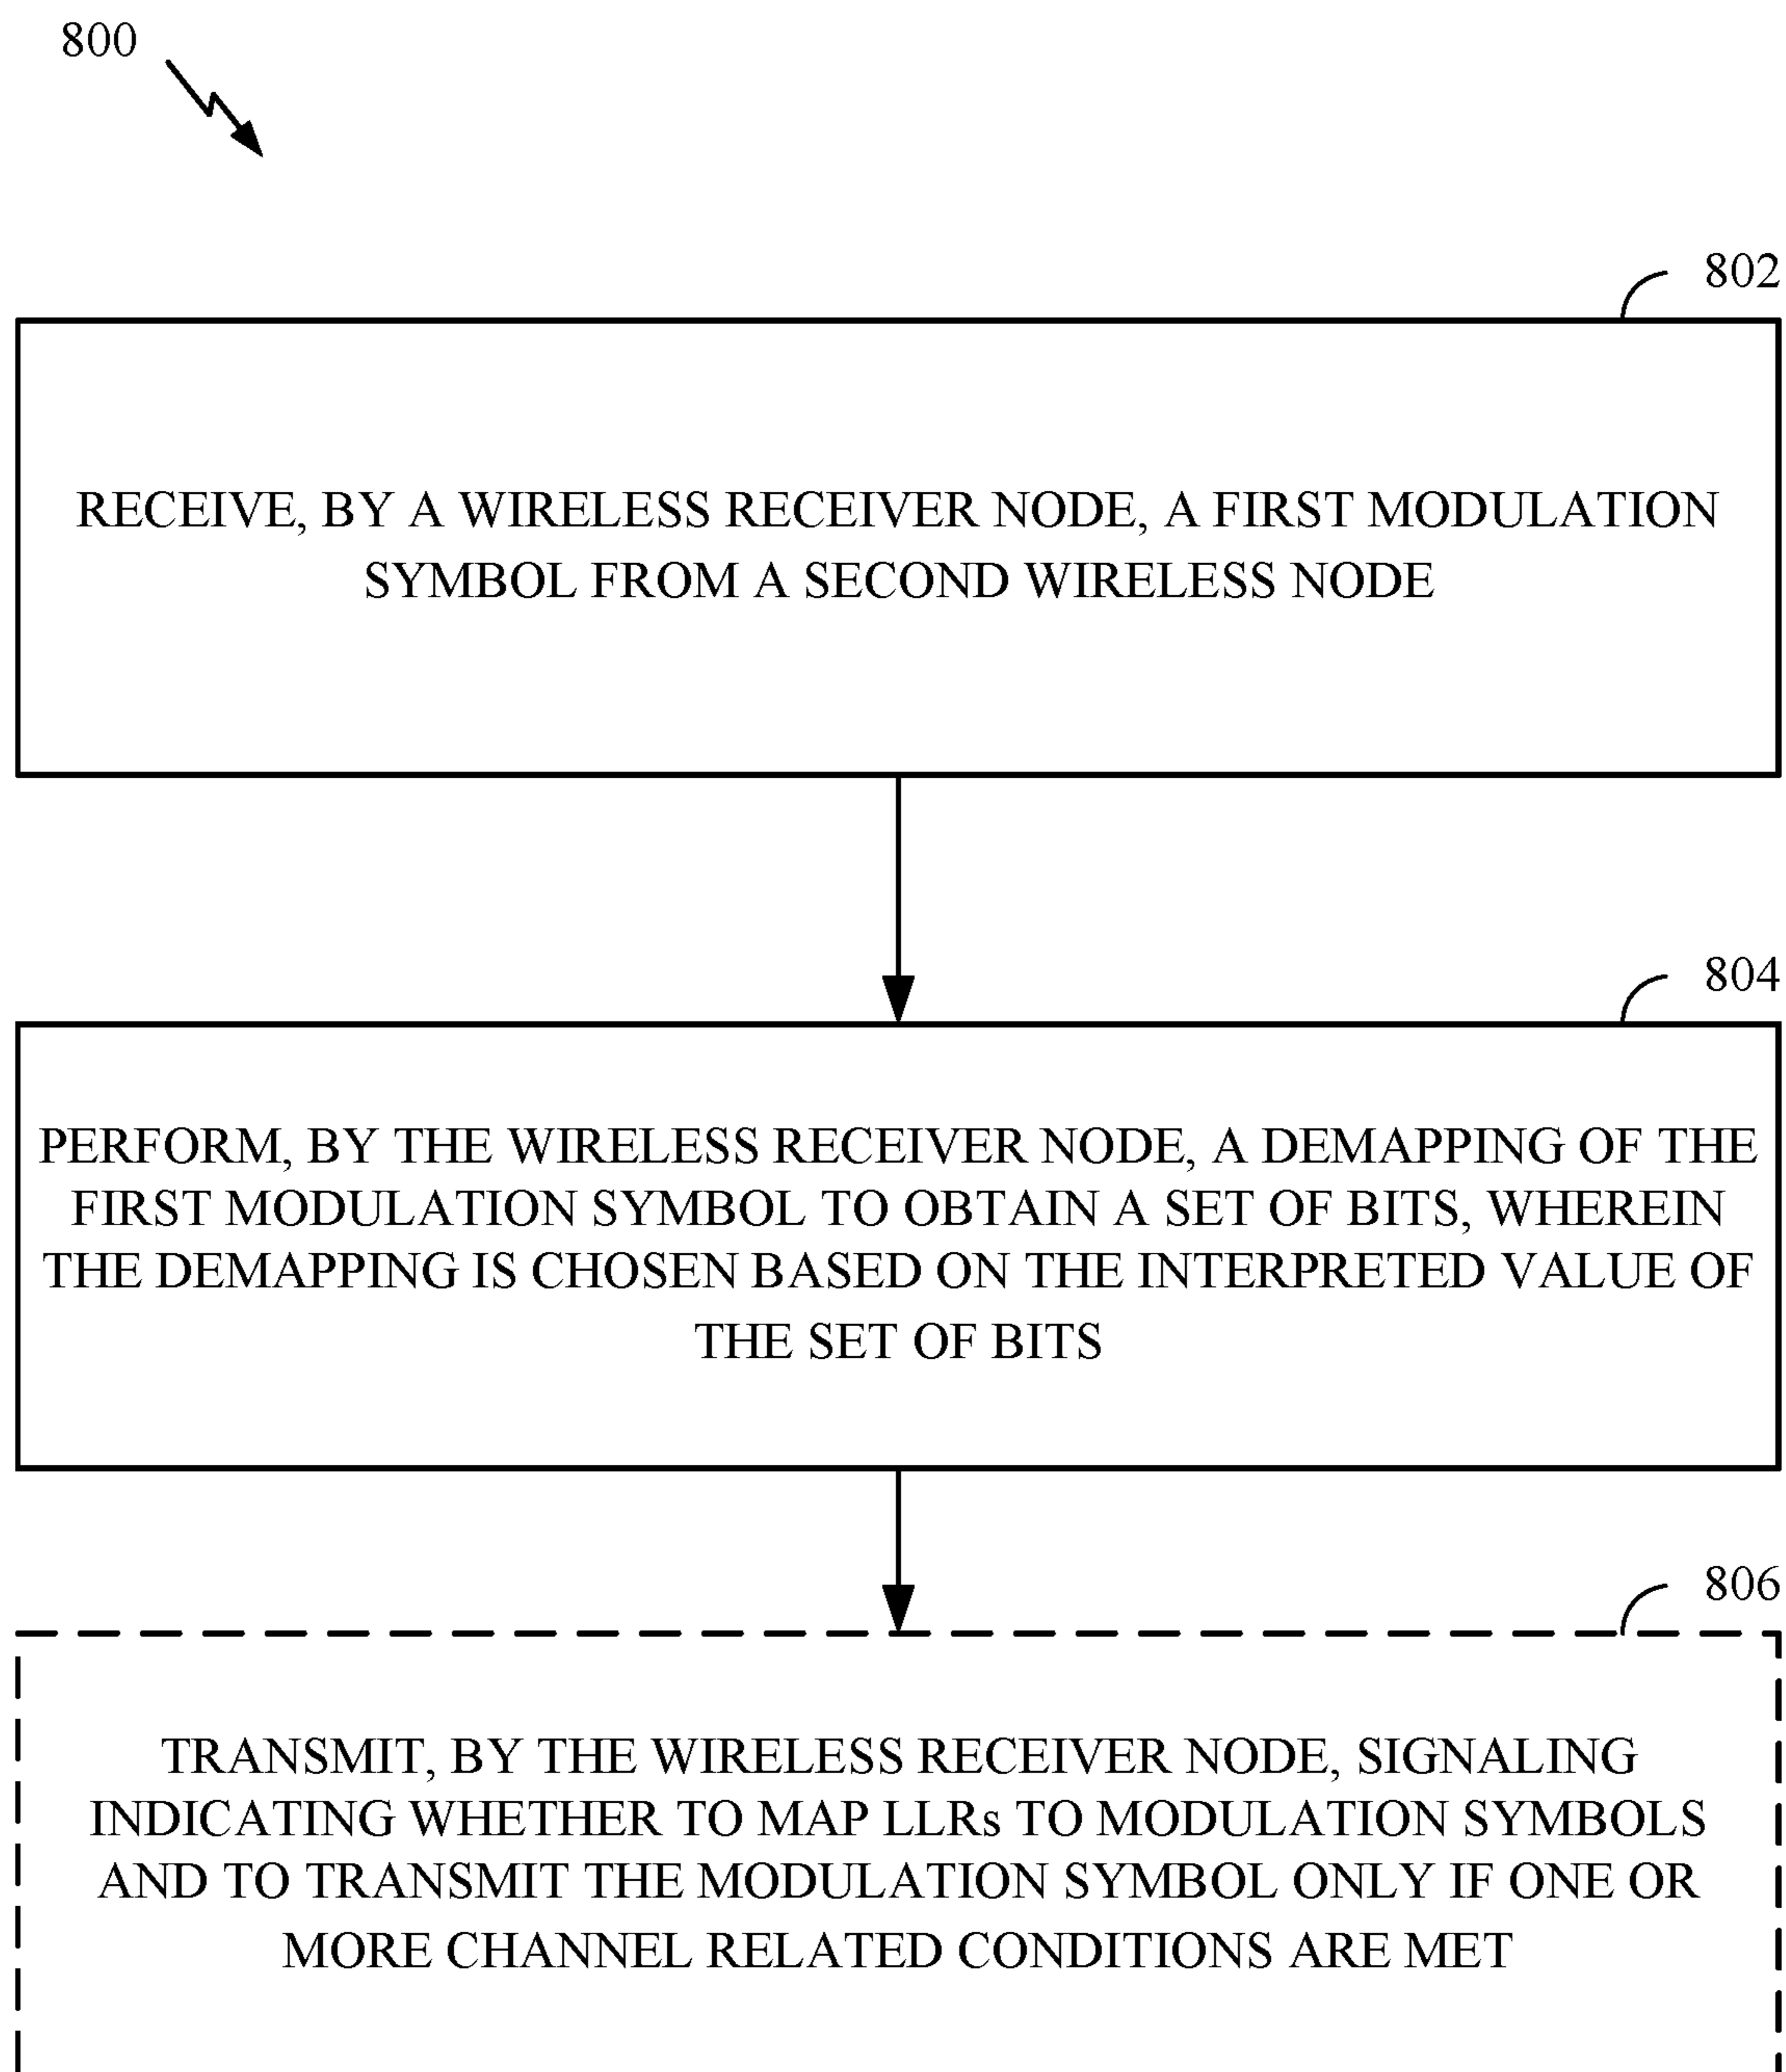 800
802
RECEIVE, BY A WIRELESS RECEIVER NODE, A FIRST MODULATION
SYMBOL FROM A SECOND WIRELESS NODE
804
PERFORM, BY THE WIRELESS RECEIVER NODE, A DEMAPPING OF THE
FIRST MODULATION SYMBOL TO OBTAIN A SET OF BITS, WHEREIN
THE DEMAPPING IS CHOSEN BASED ON THE INTERPRETED VALUE OF
THE SET OF BITS
806
TRANSMIT, BY THE WIRELESS RECEIVER NODE, SIGNALING
INDICATING WHETHER TO MAP LLRs TO MODULATION SYMBOLS
AND TO TRANSMIT THE MODULATION SYMBOL ONLY IF ONE OR
MORE CHANNEL RELATED CONDITIONS ARE MET